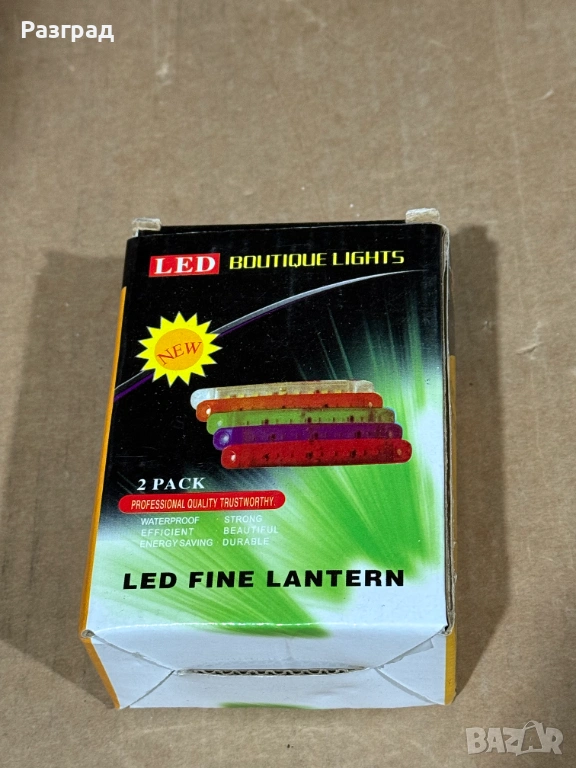 Разград
LED BOUTIQUE LIGHTS
NEW
2 PACK
PROFESSIONAL QUALITY TRUSTWORTHY.
WATERPROOF · STRONG
EFFICIENT · BEAUTIFUL
ENERGY SAVING · DURABLE
LED FINE LANTERN
BAZAR